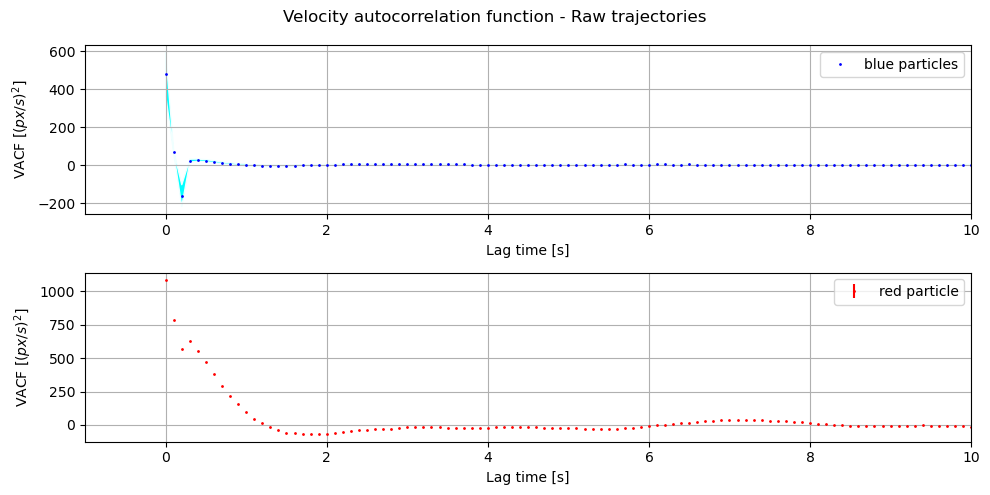 Velocity autocorrelation function - Raw trajectories
VACF [(px/s)²]
600
400
200
0
−200
blue particles
0 2 4 6 8 10
Lag time [s]
VACF [(px/s)²]
1000
750
500
250
0
red particle
0 2 4 6 8 10
Lag time [s]